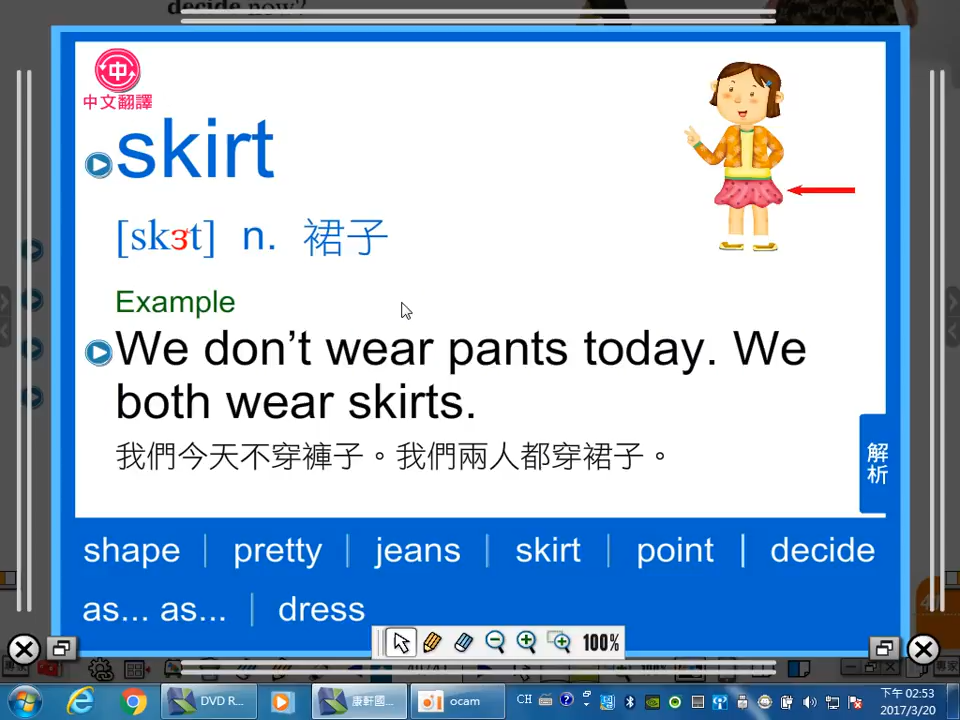 decide now?
中文翻譯
skirt
[skɝt] n. 裙子
Example
We don't wear pants today. We
both wear skirts.
我們今天不穿褲子。我們兩人都穿裙子。
解析
shape | pretty | jeans | skirt | point | decide
as... as... | dress
100%
DVD R...
康軒國...
ocam
CH
下午 02:53
2017/3/20